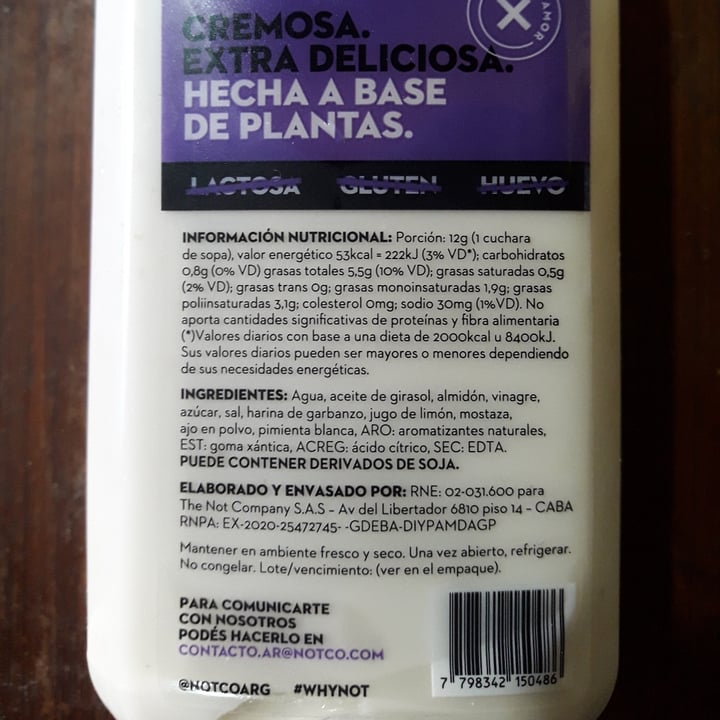 CREMOSA.
EXTRA DELICIOSA.
HECHA A BASE
DE PLANTAS.
AMOR
LACTOSA GLUTEN HUEVO
INFORMACIÓN NUTRICIONAL: Porción: 12g (1 cuchara
de sopa), valor energético 53kcal = 222kJ (3% VD*); carbohidratos
0,8g (0% VD) grasas totales 5,5g (10% VD); grasas saturadas 0,5g
(2% VD); grasas trans 0g; grasas monoinsaturadas 1,9g; grasas
poliinsaturadas 3,1g; colesterol 0mg; sodio 30mg (1%VD). No
aporta cantidades significativas de proteínas y fibra alimentaria
(*)Valores diarios con base a una dieta de 2000kcal u 8400kJ.
Sus valores diarios pueden ser mayores o menores dependiendo
de sus necesidades energéticas.
INGREDIENTES: Agua, aceite de girasol, almidón, vinagre,
azúcar, sal, harina de garbanzo, jugo de limón, mostaza,
ajo en polvo, pimienta blanca, ARO: aromatizantes naturales,
EST: goma xántica, ACREG: ácido cítrico, SEC: EDTA.
PUEDE CONTENER DERIVADOS DE SOJA.
ELABORADO Y ENVASADO POR: RNE: 02-031.600 para
The Not Company S.A.S - Av del Libertador 6810 piso 14 - CABA
RNPA: EX-2020-25472745- -GDEBA-DIYPAMDAGP
Mantener en ambiente fresco y seco. Una vez abierto, refrigerar.
No congelar. Lote/vencimiento: (ver en el empaque).
PARA COMUNICARTE
CON NOSOTROS
PODÉS HACERLO EN
CONTACTO.AR@NOTCO.COM
@NOTCOARG #WHYNOT
7 798342 150486